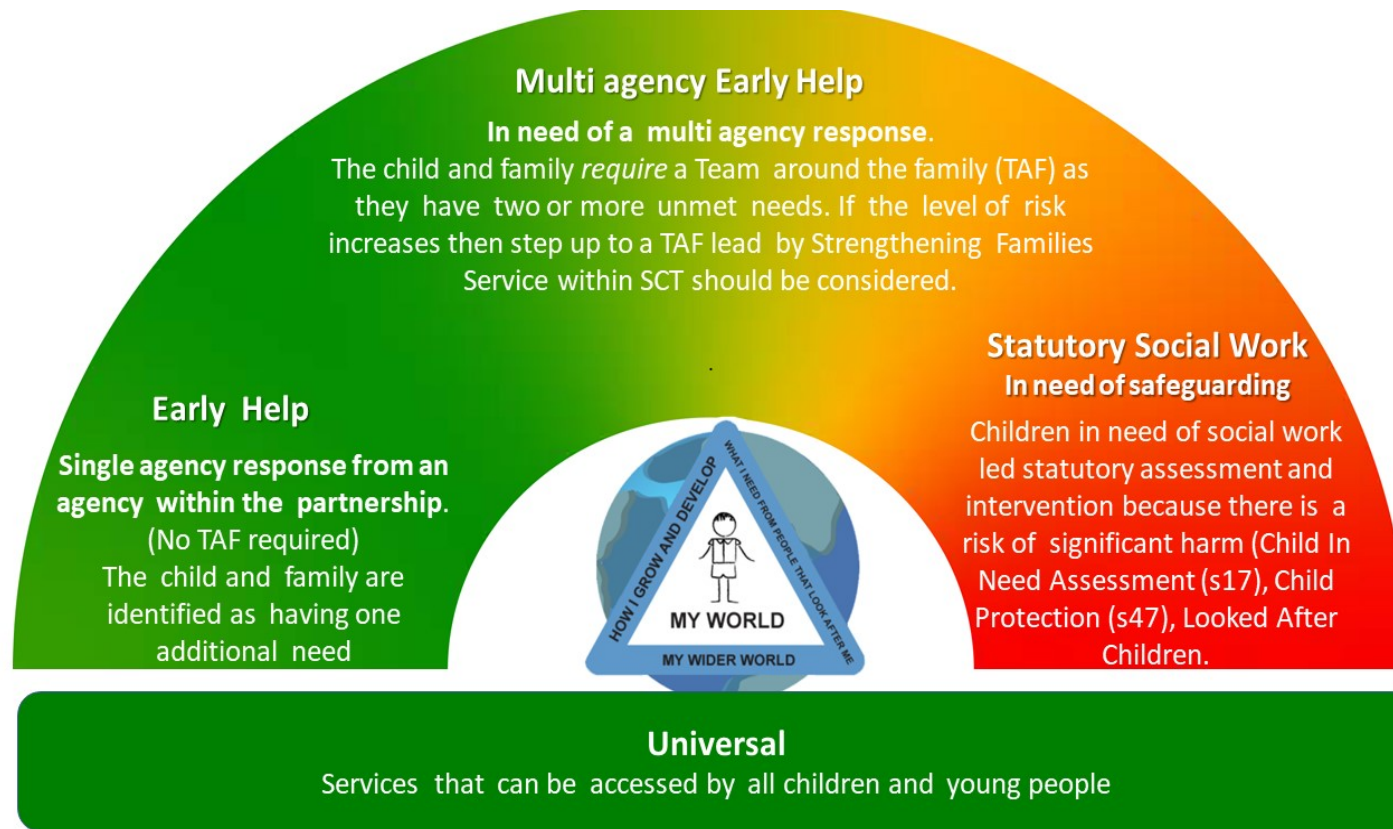 Multi agency Early Help
In need of a multi agency response.
The child and family require a Team around the family (TAF) as
they have two or more unmet needs. If the level of risk
increases then step up to a TAF lead by Strengthening Families
Service within SCT should be considered.
Early Help
Single agency response from an
agency within the partnership.
(No TAF required)
The child and family are
identified as having one
additional need
Statutory Social Work
In need of safeguarding
Children in need of social work
led statutory assessment and
intervention because there is a
risk of significant harm (Child In
Need Assessment (s17), Child
Protection (s47), Looked After
Children.
HOW I GROW AND DEVELOP
WHAT I NEED FROM PEOPLE THAT LOOK AFTER ME
MY WORLD
MY WIDER WORLD
Universal
Services that can be accessed by all children and young people